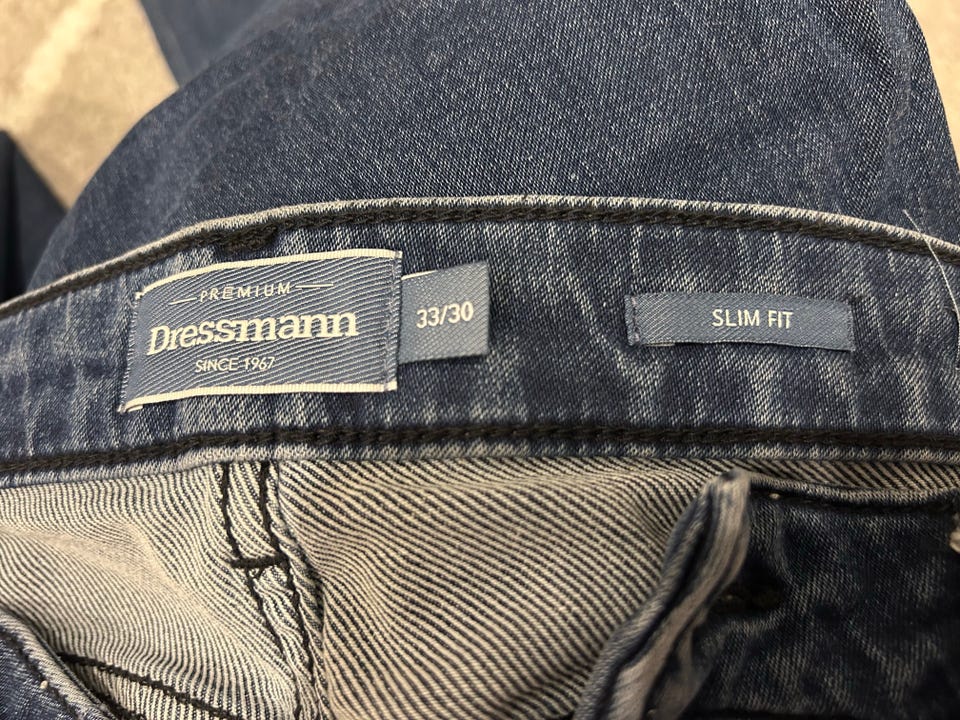 PREMIUM
Dressmann
SINCE 1967
33/30
SLIM FIT